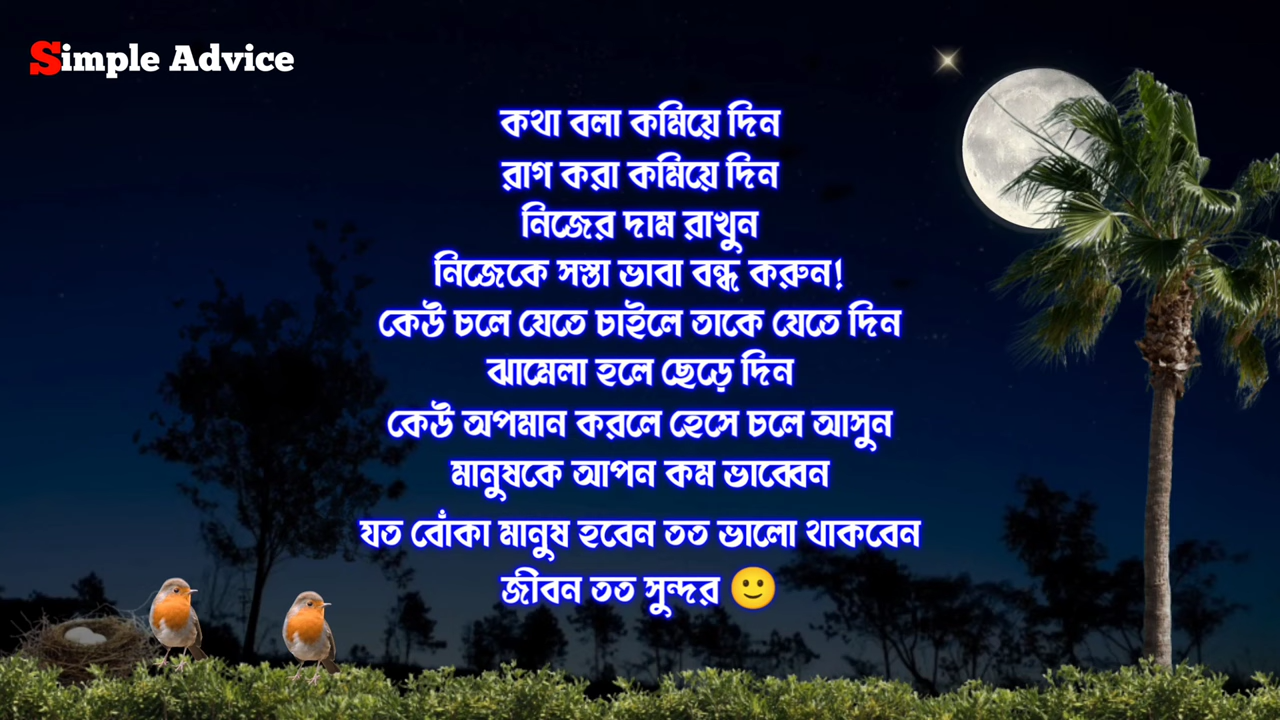 Simple Advice
কথা বলা কমিয়ে দিন
রাগ করা কমিয়ে দিন
নিজের দাম রাখুন
নিজেকে সস্তা ভাবা বন্ধ করুন!
কেউ চলে যেতে চাইলে তাকে যেতে দিন
ঝামেলা হলে ছেড়ে দিন
কেউ অপমান করলে হেসে চলে আসুন
মানুষকে আপন কম ভাব্বেন
যত বোঁকা মানুষ হবেন তত ভালো থাকবেন
জীবন তত সুন্দর 🙂